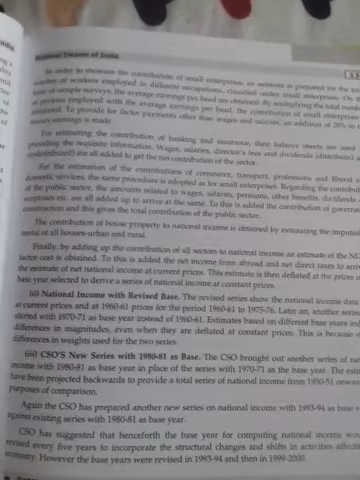 National Income of India
3.5
In order to measure the contribution of small enterprises, an estimate is prepared for the
number of workers employed in different occupations, classified under small enterprises. On
of sample surveys, the average earnings per head are obtained. By multiplying the total
of persons employed with the average earnings per head, the contribution of small enterprises
estimated. To provide for factor payments other than wages and salaries, an addition of 20% in
money earnings is made.
For estimating the contribution of banking and insurance, their balance sheets are used
providing the requisite information. Wages, salaries, director's fees and dividends (distributed
undistributed) are all added to get the net contribution of the sector.
For the estimation of the contributions of commerce, transport, professions and liberal
domestic services, the same procedure is adopted as for small enterprises. Regarding the
of the public sector, the amounts related to wages, salaries, pensions, other benefits, dividends
surpluses etc. are all added up to arrive at the same. To this is added the contribution of
construction and this gives the total contribution of the public sector.
The contribution of house property to national income is obtained by estimating the imputed
rental of all houses-urban and rural.
Finally, by adding up the contribution of all sectors to national income an estimate of the
factor cost is obtained. To this is added the net income from abroad and net direct taxes to
the estimate of net national income at current prices. This estimate is then deflated at the prices
base year selected to derive a series of national income at constant prices.
(ii) National Income with Revised Base. The revised series show the national income data
at current prices and at 1960-61 prices for the period 1960-61 to 1975-76. Later on, another series
started with 1970-71 as base year instead of 1960-61. Estimates based on different base years
differences in magnitudes, even when they are deflated at constant prices. This is because
differences in weights used for the two series.
(iii) CSO'S New Series with 1980-81 as Base. The CSO brought out another series of
income with 1980-81 as base year in place of the series with 1970-71 as the base year. The
have been projected backwards to provide a total series of national income from 1950-51
purposes of comparison.
Again the CSO has prepared another new series on national income with 1993-94 as base
against existing series with 1980-81 as base year.
CSO has suggested that henceforth the base year for computing national income
revised every five years to incorporate the structural changes and shifts in activities
economy. However the base years were revised in 1993-94 and then in 1999-2000.